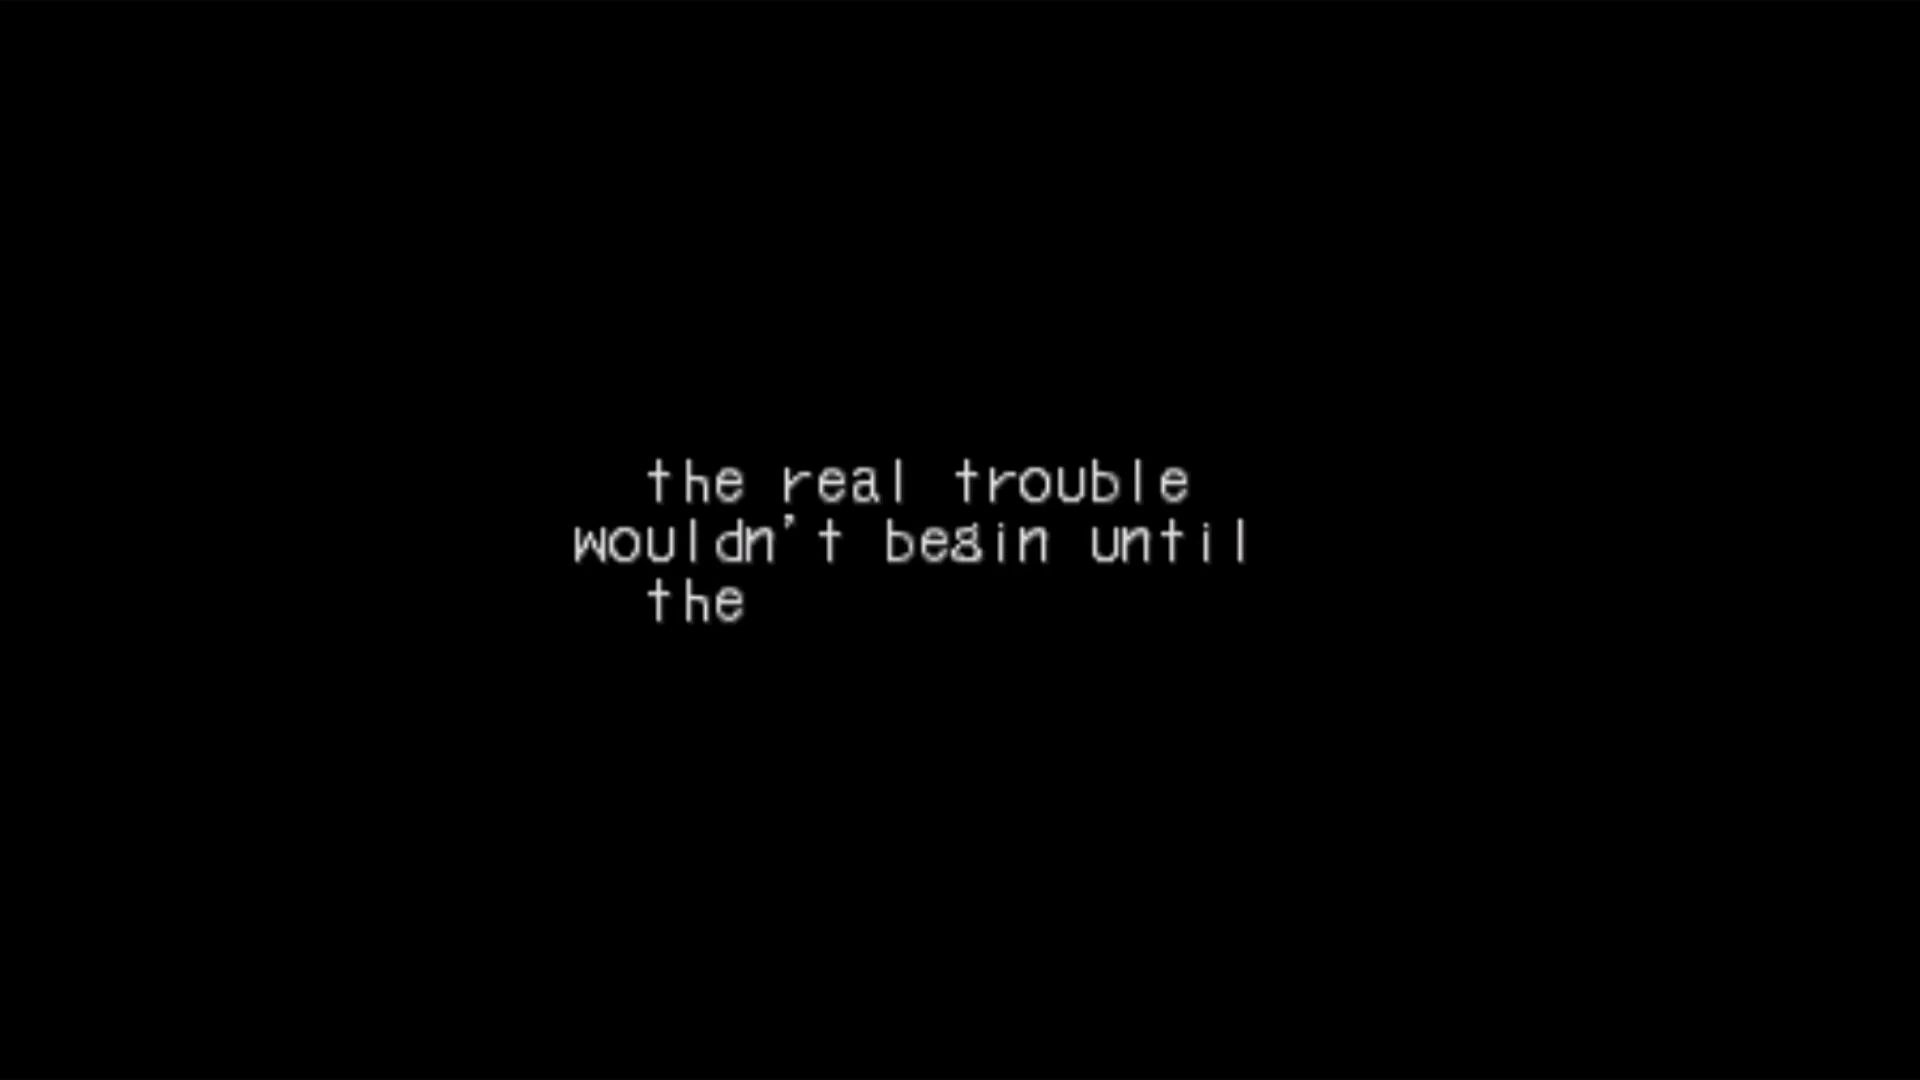 the real trouble
wouldn't begin until
the